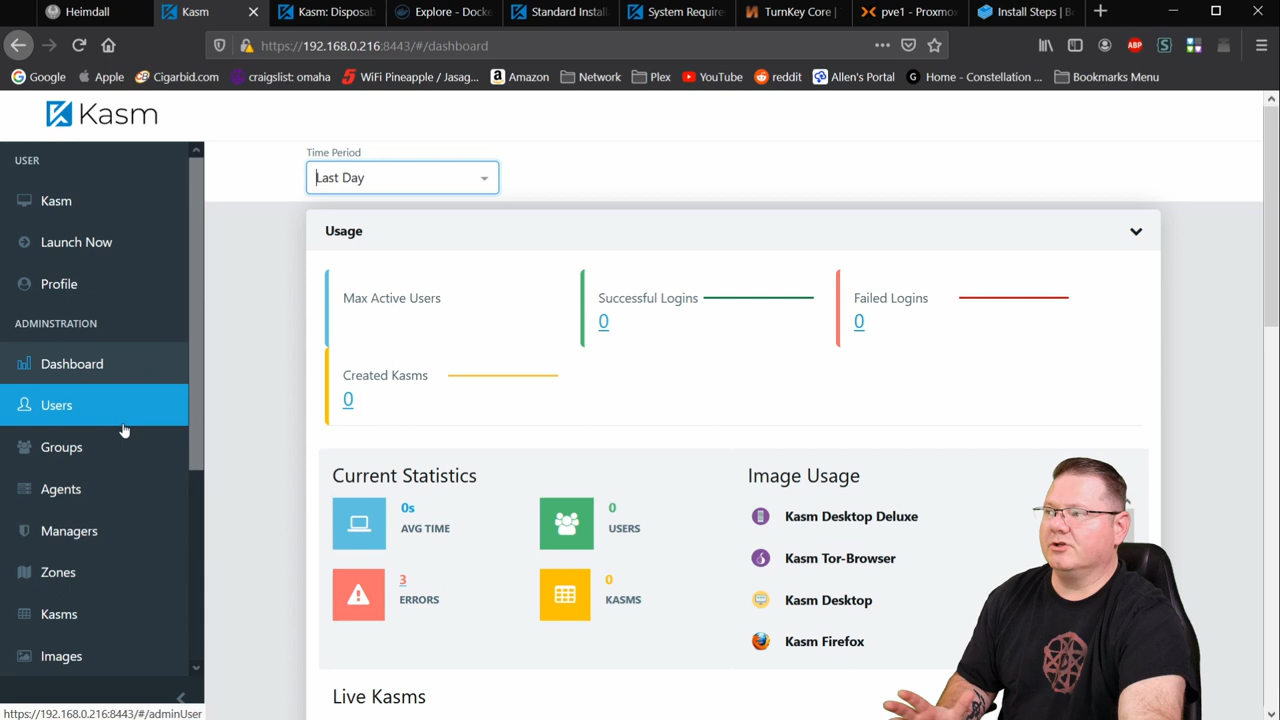 Heimdall
Kasm
Kasm: Disposab
Explore - Docke
Standard Instal
System Require
TurnKey Core |
pve1 - Proxmo
Install Steps | B
https://192.168.0.216:8443/#/dashboard
Google
Apple
Cigarbid.com
craigslist: omaha
WiFi Pineapple / Jasag...
Amazon
Network
Plex
YouTube
reddit
Allen's Portal
Home - Constellation ...
Bookmarks Menu
Kasm
USER
Kasm
Launch Now
Profile
ADMINSTRATION
Dashboard
Users
Groups
Agents
Managers
Zones
Kasms
Images
https://192.168.0.216:8443/#/adminUser
Time Period
Last Day
Usage
Max Active Users
Successful Logins
0
Failed Logins
0
Created Kasms
0
Current Statistics
0s
AVG TIME
0
USERS
3
ERRORS
0
KASMS
Image Usage
Kasm Desktop Deluxe
Kasm Tor-Browser
Kasm Desktop
Kasm Firefox
Live Kasms